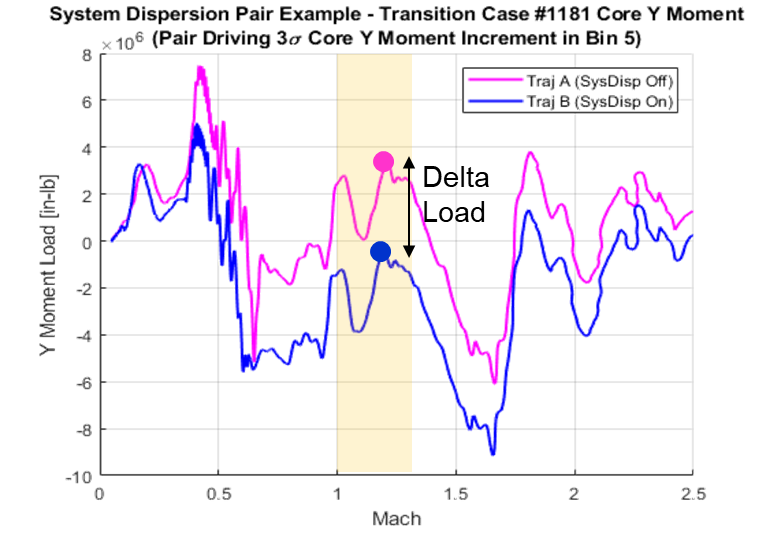 System Dispersion Pair Example - Transition Case #1181 Core Y Moment
(Pair Driving 3σ Core Y Moment Increment in Bin 5)
× 10⁶
8
6
4
2
0
-2
-4
-6
-8
-10
Y Moment Load [in-lb]
Traj A (SysDisp Off)
Traj B (SysDisp On)
Delta
Load
0
0.5
1
1.5
2
2.5
Mach